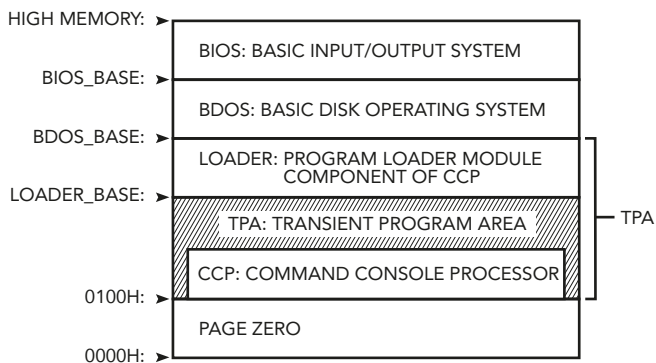 HIGH MEMORY:
BIOS: BASIC INPUT/OUTPUT SYSTEM
BIOS_BASE:
BDOS: BASIC DISK OPERATING SYSTEM
BDOS_BASE:
LOADER: PROGRAM LOADER MODULE
COMPONENT OF CCP
LOADER_BASE:
TPA: TRANSIENT PROGRAM AREA
TPA
CCP: COMMAND CONSOLE PROCESSOR
0100H:
PAGE ZERO
0000H: